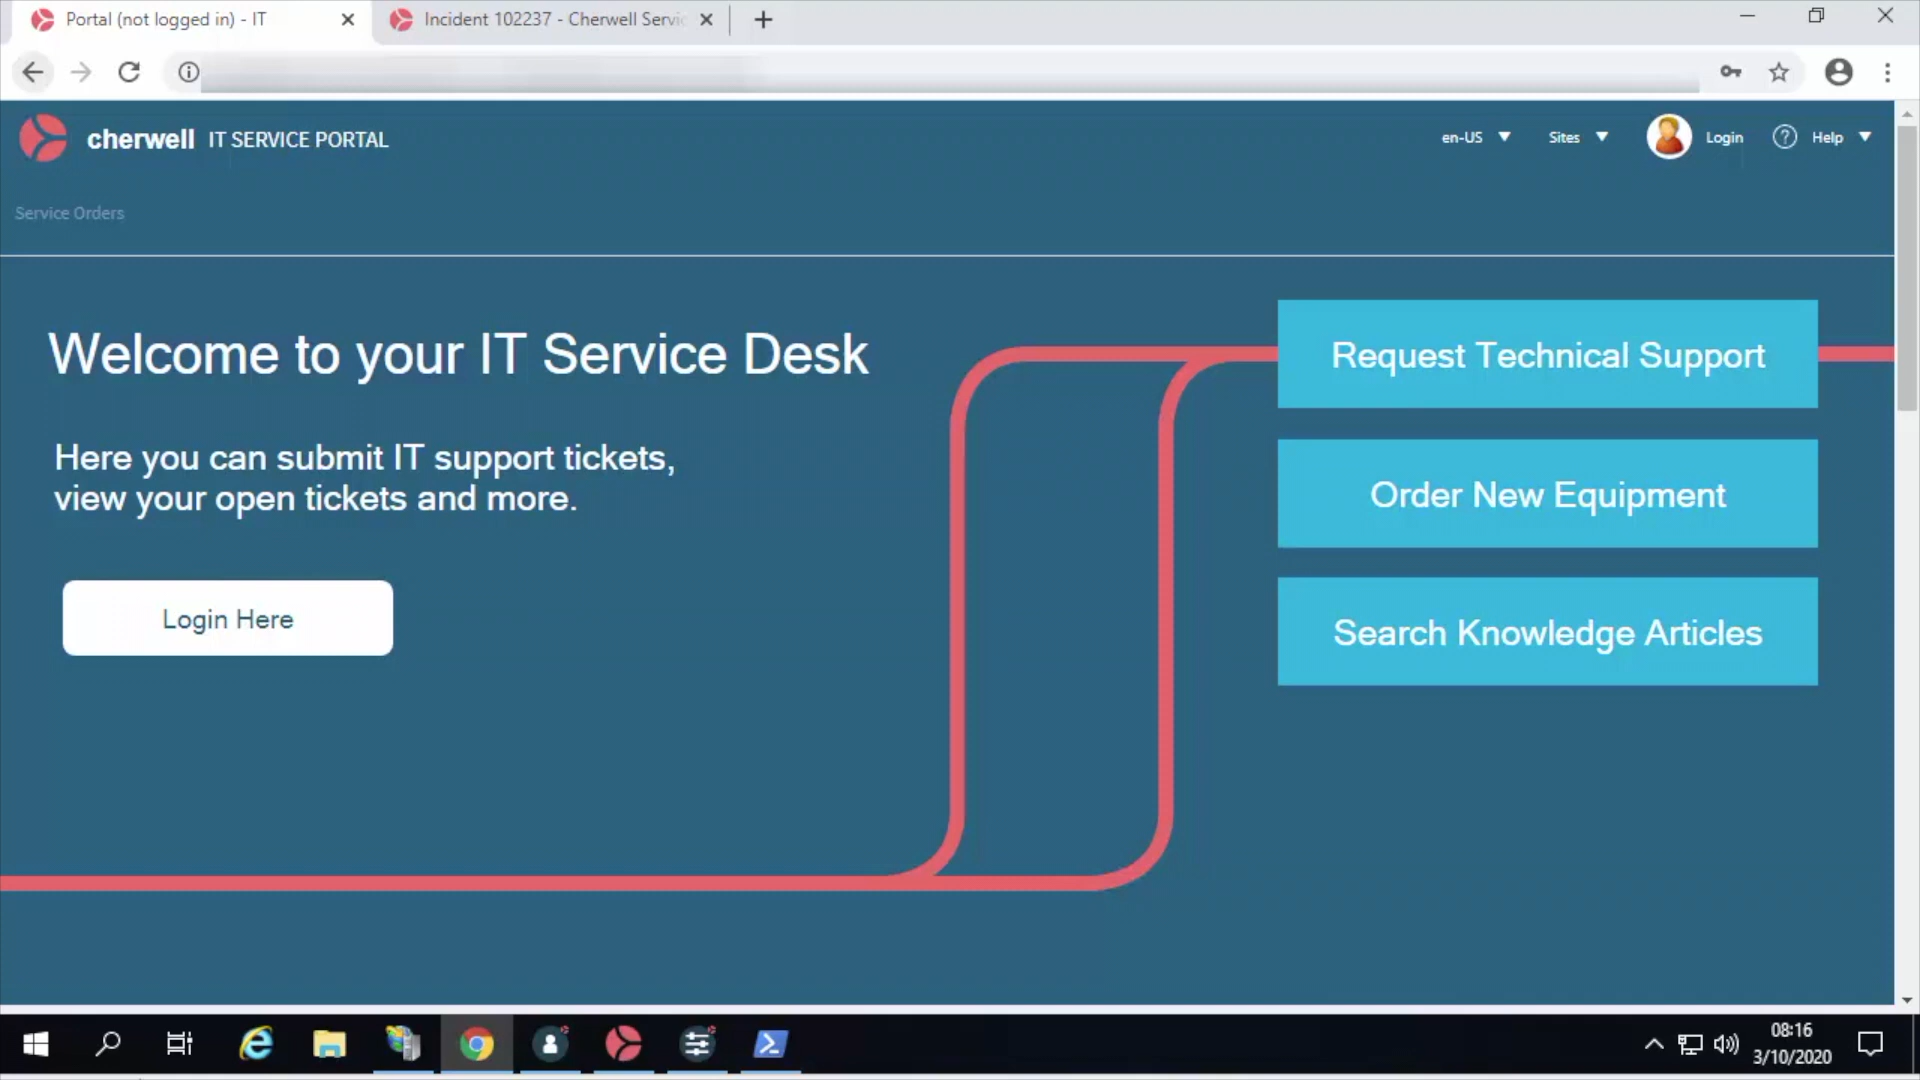 Portal (not logged in) - IT
Incident 102237 - Cherwell Servi
cherwell IT SERVICE PORTAL
en-US
Sites
Login
Help
Service Orders
Welcome to your IT Service Desk
Here you can submit IT support tickets,
view your open tickets and more.
Login Here
Request Technical Support
Order New Equipment
Search Knowledge Articles
08:16
3/10/2020